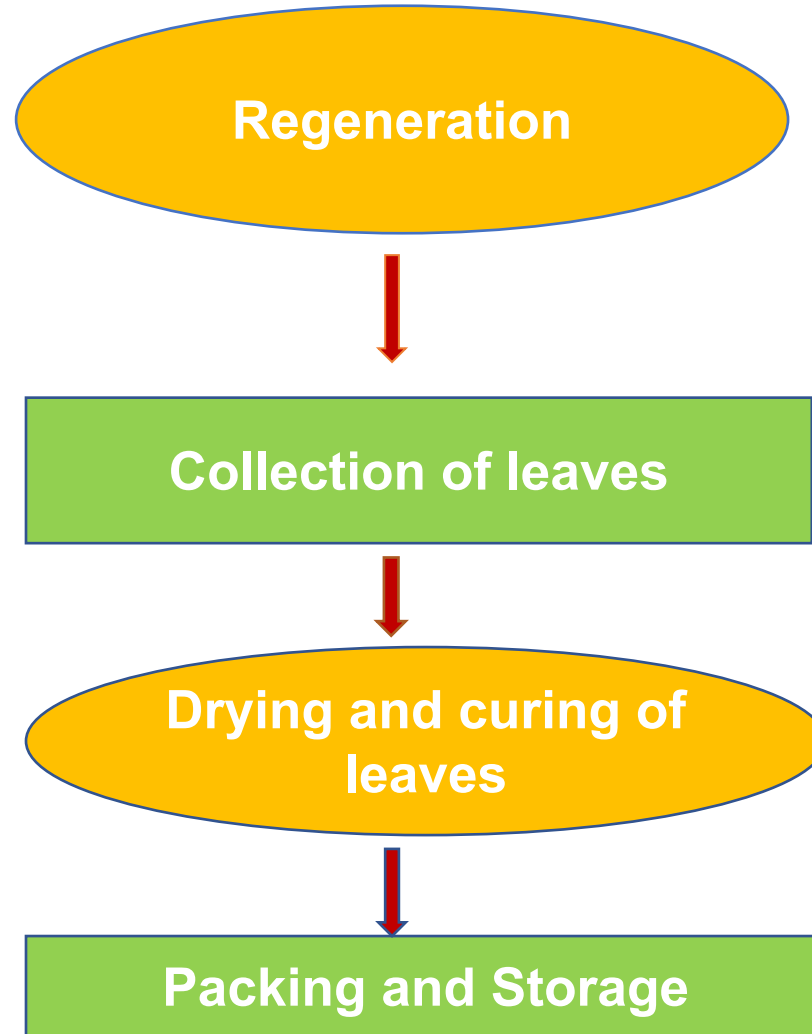 Regeneration
Collection of leaves
Drying and curing of
leaves
Packing and Storage